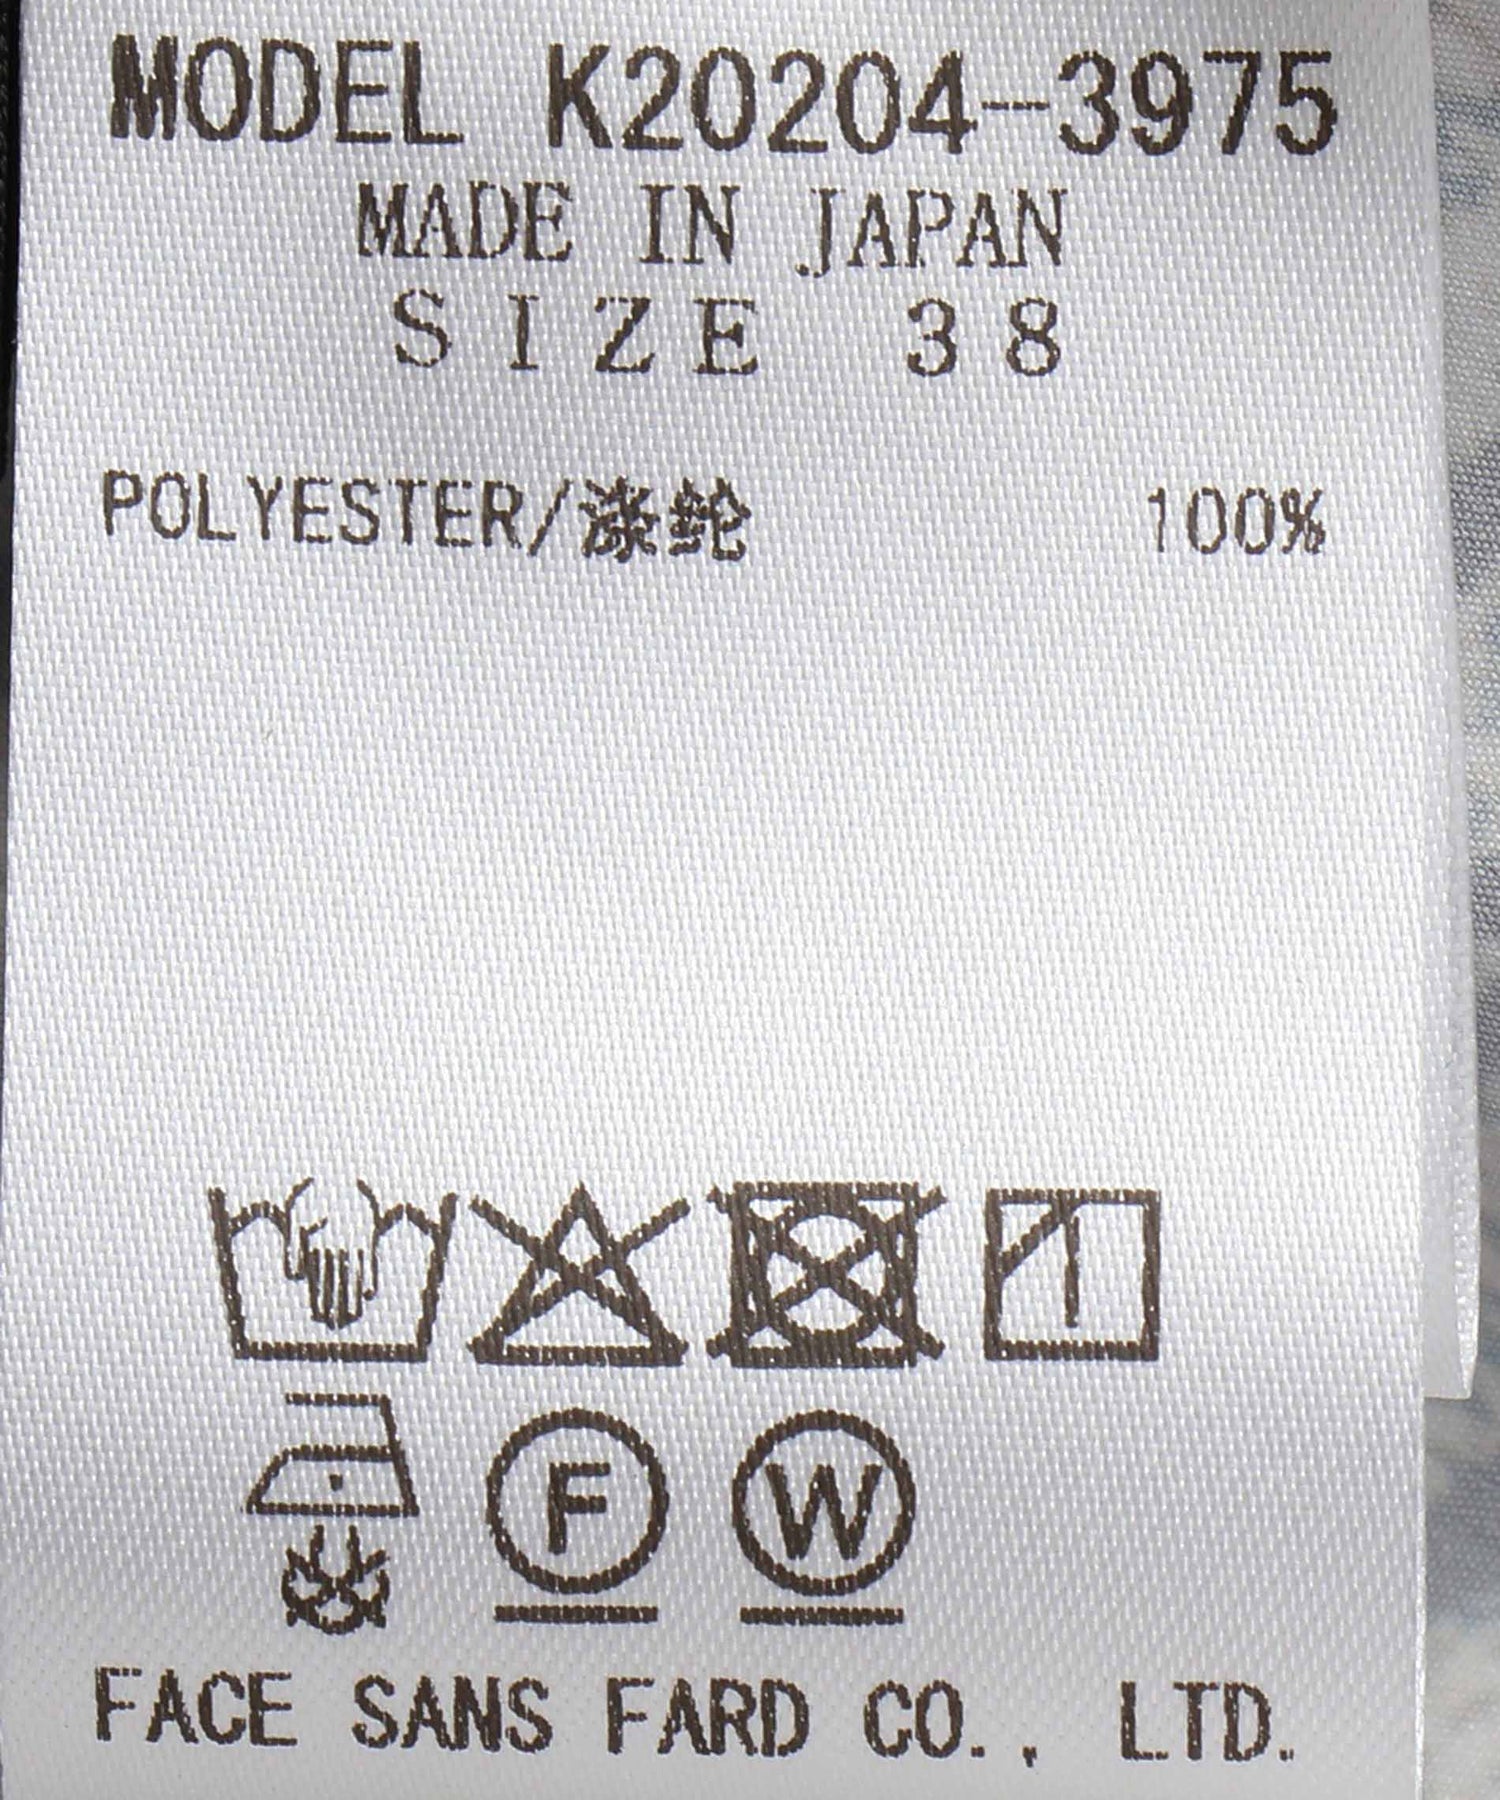 MODEL K20204-3975
MADE IN JAPAN
SIZE 38
POLYESTER/涤纶 100%
F W
FACE SANS FARD CO., LTD.